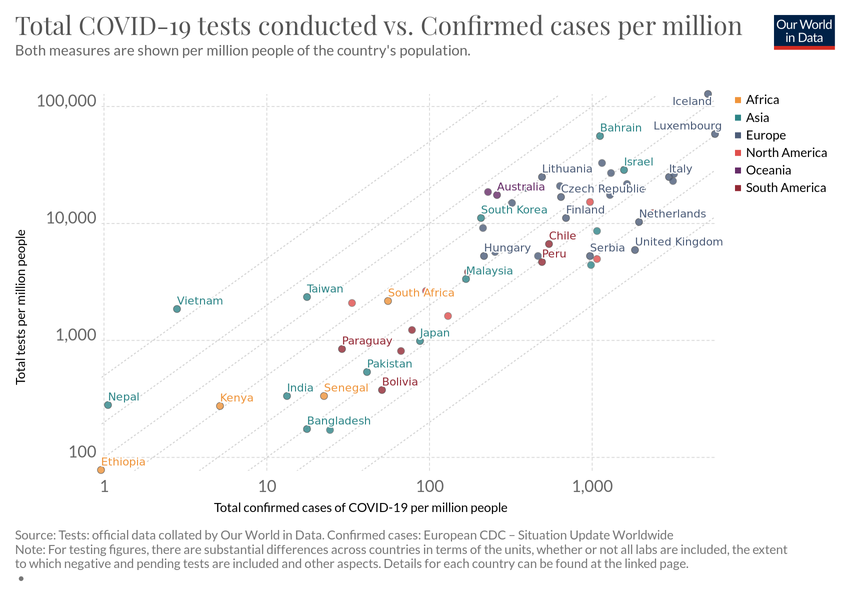 Total COVID-19 tests conducted vs. Confirmed cases per million
Both measures are shown per million people of the country's population.
Our World
in Data
100,000
10,000
1,000
100
Total tests per million people
1
10
100
1,000
Total confirmed cases of COVID-19 per million people
Iceland
Luxembourg
Bahrain
Israel
Italy
Lithuania
Australia
Czech Republic
South Korea
Finland
Netherlands
Chile
Hungary
Peru
Serbia
United Kingdom
Malaysia
South Africa
Taiwan
Vietnam
Japan
Paraguay
Pakistan
Bolivia
India
Senegal
Nepal
Kenya
Bangladesh
Ethiopia
Africa
Asia
Europe
North America
Oceania
South America
Source: Tests: official data collated by Our World in Data. Confirmed cases: European CDC – Situation Update Worldwide
Note: For testing figures, there are substantial differences across countries in terms of the units, whether or not all labs are included, the extent
to which negative and pending tests are included and other aspects. Details for each country can be found at the linked page.
•